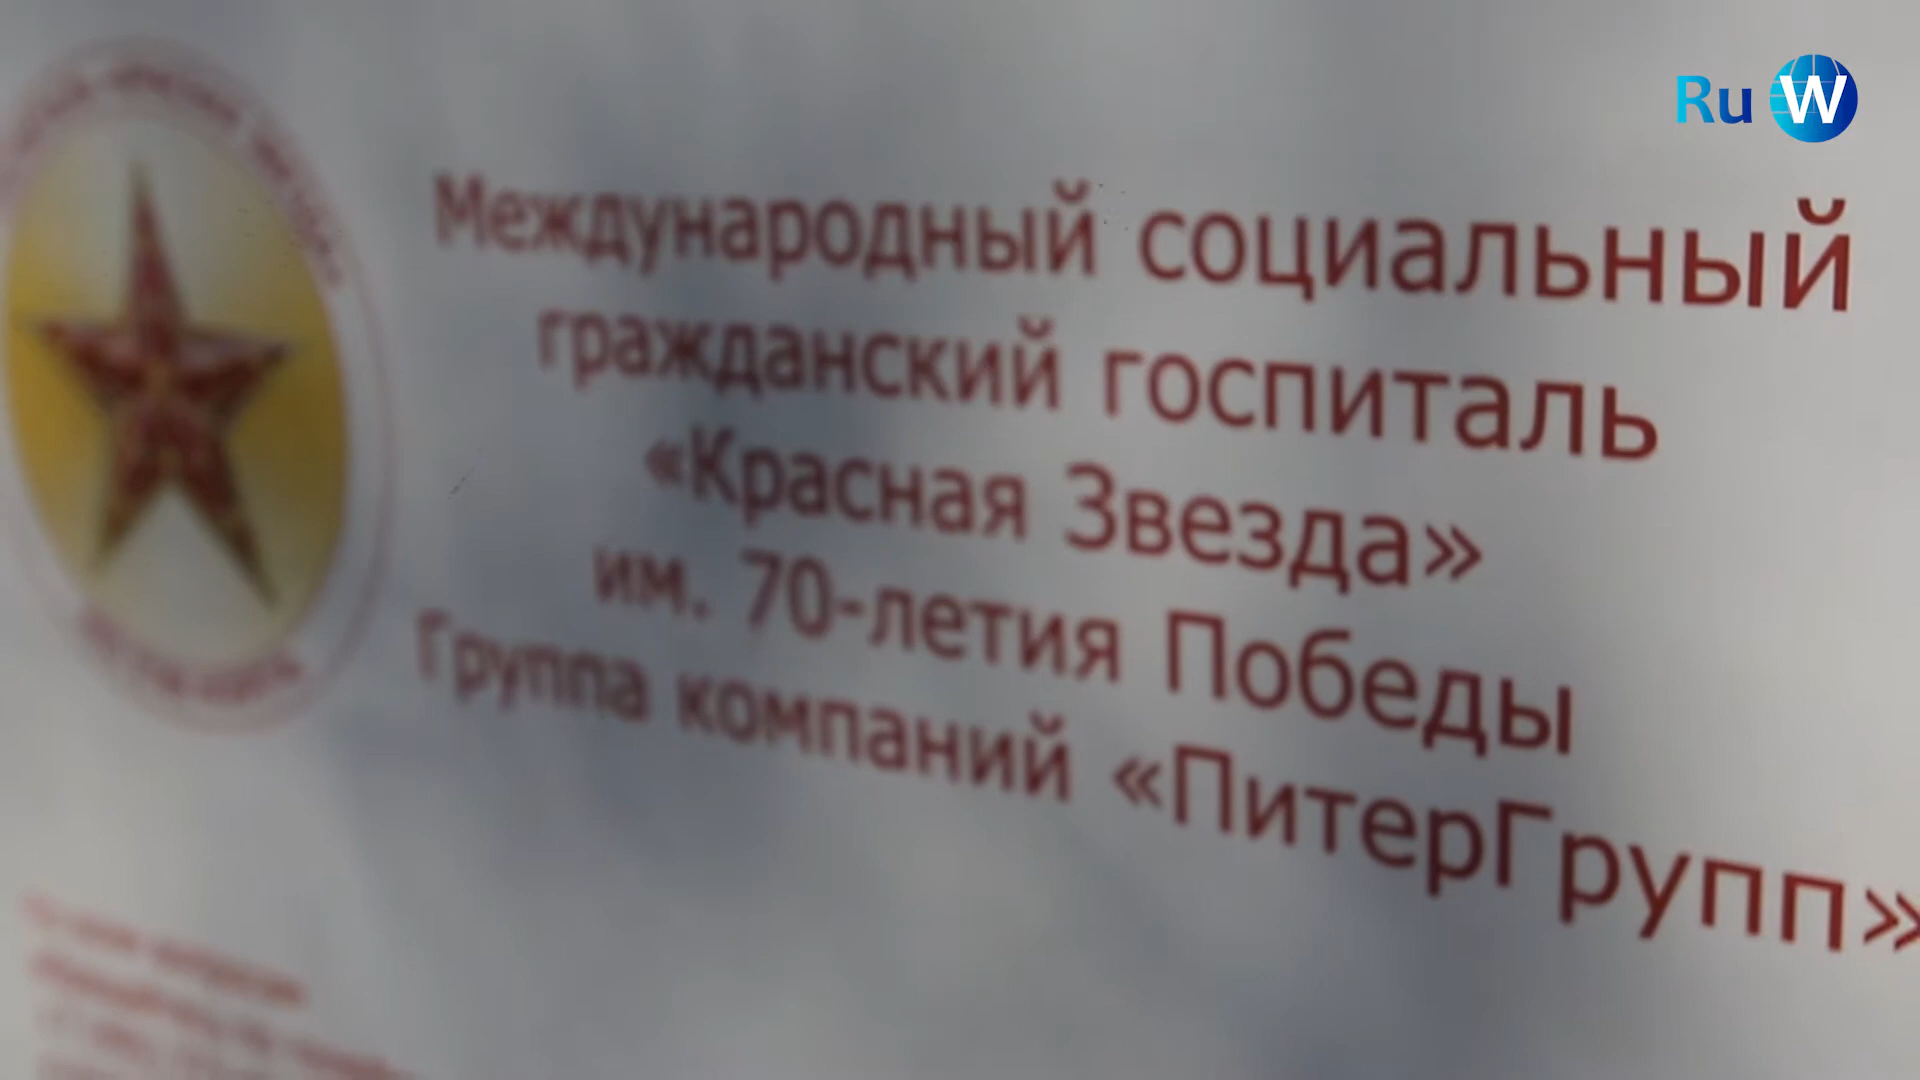 Ru W
Международный социальный
гражданский госпиталь
«Красная Звезда»
им. 70-летия Победы
Группа компаний «ПитерГрупп»